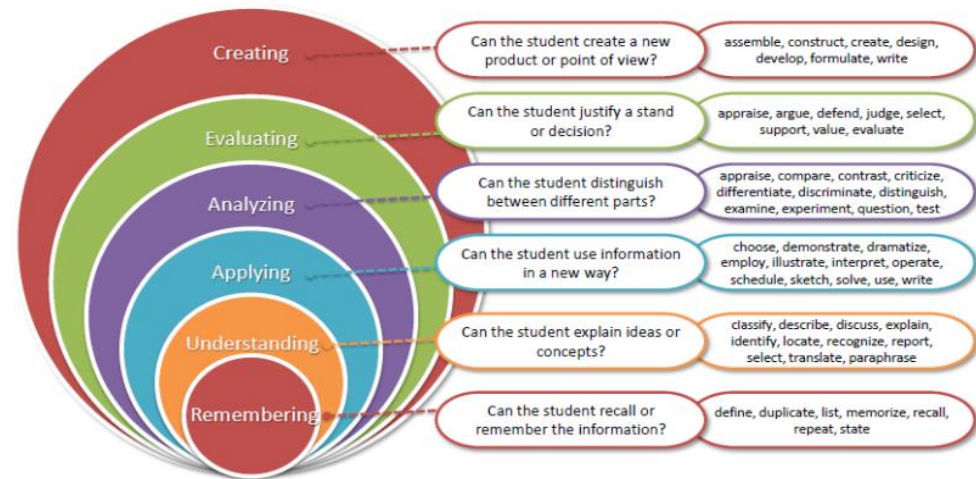 Creating
Can the student create a new
product or point of view?
assemble, construct, create, design,
develop, formulate, write
Evaluating
Can the student justify a stand
or decision?
appraise, argue, defend, judge, select,
support, value, evaluate
Analyzing
Can the student distinguish
between different parts?
appraise, compare, contrast, criticize,
differentiate, discriminate, distinguish,
examine, experiment, question, test
Applying
Can the student use information
in a new way?
choose, demonstrate, dramatize,
employ, illustrate, interpret, operate,
schedule, sketch, solve, use, write
Understanding
Can the student explain ideas or
concepts?
classify, describe, discuss, explain,
identify, locate, recognize, report,
select, translate, paraphrase
Remembering
Can the student recall or
remember the information?
define, duplicate, list, memorize, recall,
repeat, state